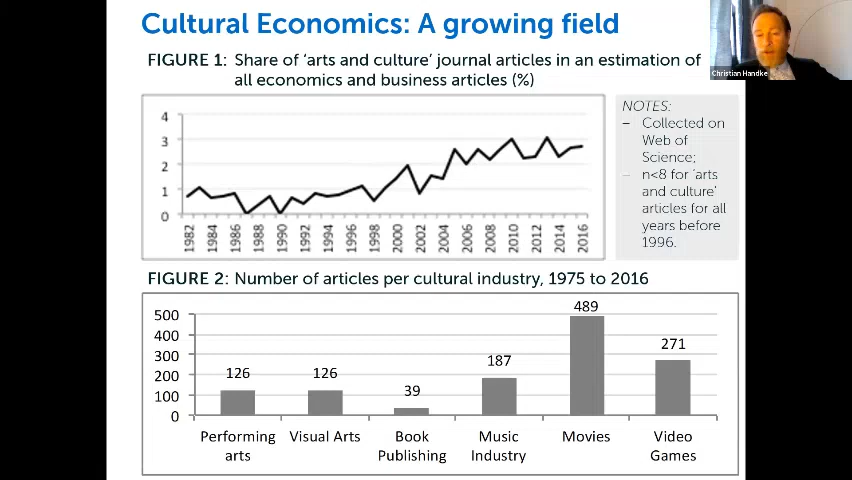 Cultural Economics: A growing field
FIGURE 1: Share of ‘arts and culture’ journal articles in an estimation of
all economics and business articles (%)
Christian Handke
NOTES:
– Collected on
Web of
Science;
– n<8 for ‘arts
and culture’
articles for all
years before
1996.
4
3
2
1
0
1982 1984 1986 1988 1990 1992 1994 1996 1998 2000 2002 2004 2006 2008 2010 2012 2014 2016
FIGURE 2: Number of articles per cultural industry, 1975 to 2016
500
400
300
200
100
0
126 126 39 187 489 271
Performing Visual Arts Book Music Movies Video
arts Publishing Industry Games